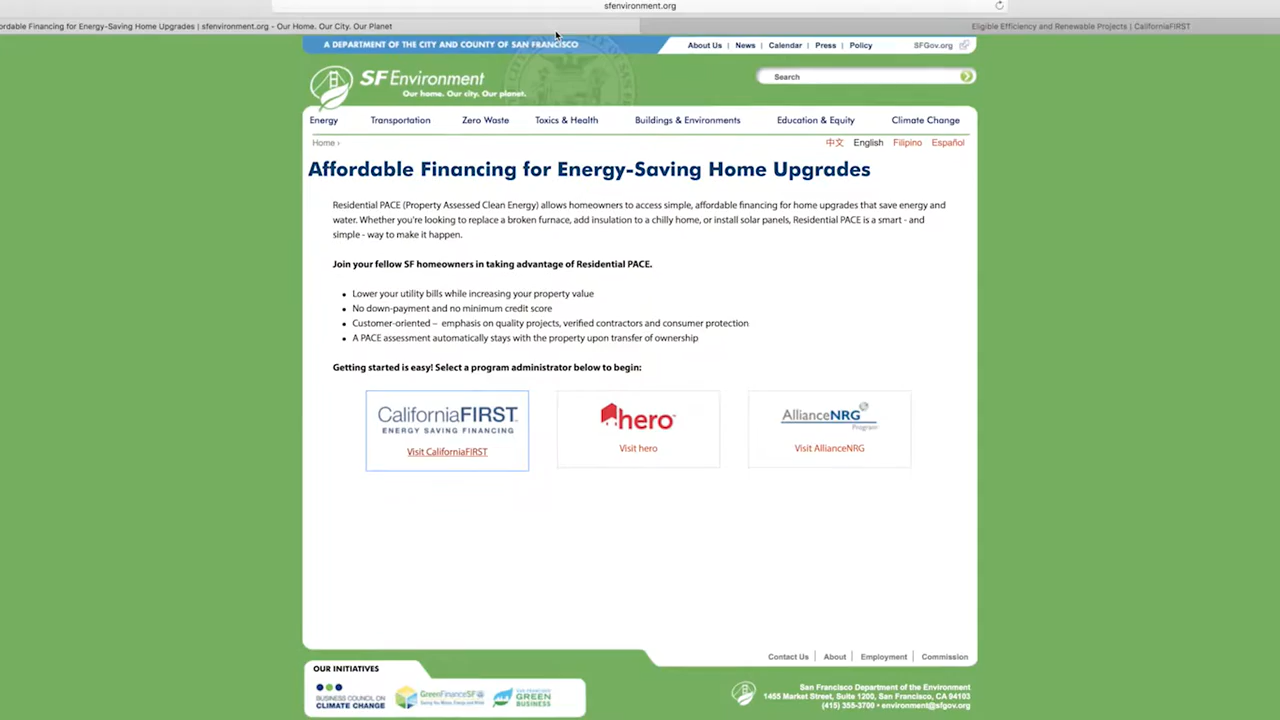 sfenvironment.org
ordable Financing for Energy-Saving Home Upgrades | sfenvironment.org - Our Home. Our City. Our Planet
Eligible Efficiency and Renewable Projects | CaliforniaFIRST
A DEPARTMENT OF THE CITY AND COUNTY OF SAN FRANCISCO
About Us | News | Calendar | Press | Policy
SFGov.org
SF Environment
Our home. Our city. Our planet.
Search
Energy Transportation Zero Waste Toxics & Health Buildings & Environments Education & Equity Climate Change
Home ›
中文 English Filipino Español
Affordable Financing for Energy-Saving Home Upgrades
Residential PACE (Property Assessed Clean Energy) allows homeowners to access simple, affordable financing for home upgrades that save energy and
water. Whether you're looking to replace a broken furnace, add insulation to a chilly home, or install solar panels, Residential PACE is a smart - and
simple - way to make it happen.
Join your fellow SF homeowners in taking advantage of Residential PACE.
• Lower your utility bills while increasing your property value
• No down-payment and no minimum credit score
• Customer-oriented – emphasis on quality projects, verified contractors and consumer protection
• A PACE assessment automatically stays with the property upon transfer of ownership
Getting started is easy! Select a program administrator below to begin:
CaliforniaFIRST
ENERGY SAVING FINANCING
Visit CaliforniaFIRST
hero
Visit hero
AllianceNRG
Program
Visit AllianceNRG
Contact Us | About | Employment | Commission
OUR INITIATIVES
BUSINESS COUNCIL ON
CLIMATE CHANGE
GreenFinanceSF
GREEN
BUSINESS
San Francisco Department of the Environment
1455 Market Street, Suite 1200, San Francisco, CA 94103
(415) 355-3700 • environment@sfgov.org